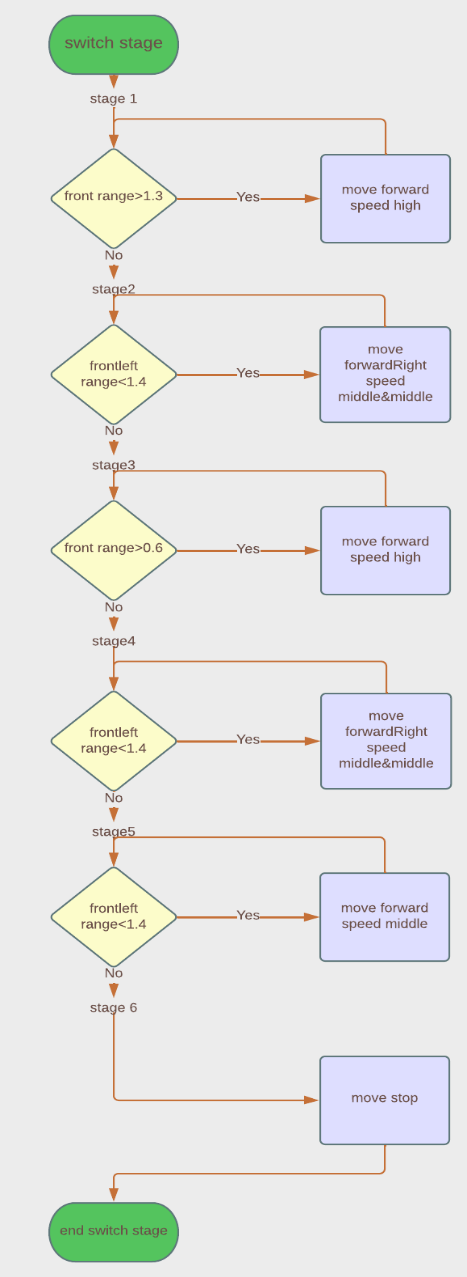 switch stage
stage 1
front range>1.3
Yes
move forward
speed high
No
stage2
frontleft
range<1.4
Yes
move
forwardRight
speed
middle&middle
No
stage3
front range>0.6
Yes
move forward
speed high
No
stage4
frontleft
range<1.4
Yes
move
forwardRight
speed
middle&middle
No
stage5
frontleft
range<1.4
Yes
move forward
speed middle
No
stage 6
move stop
end switch stage